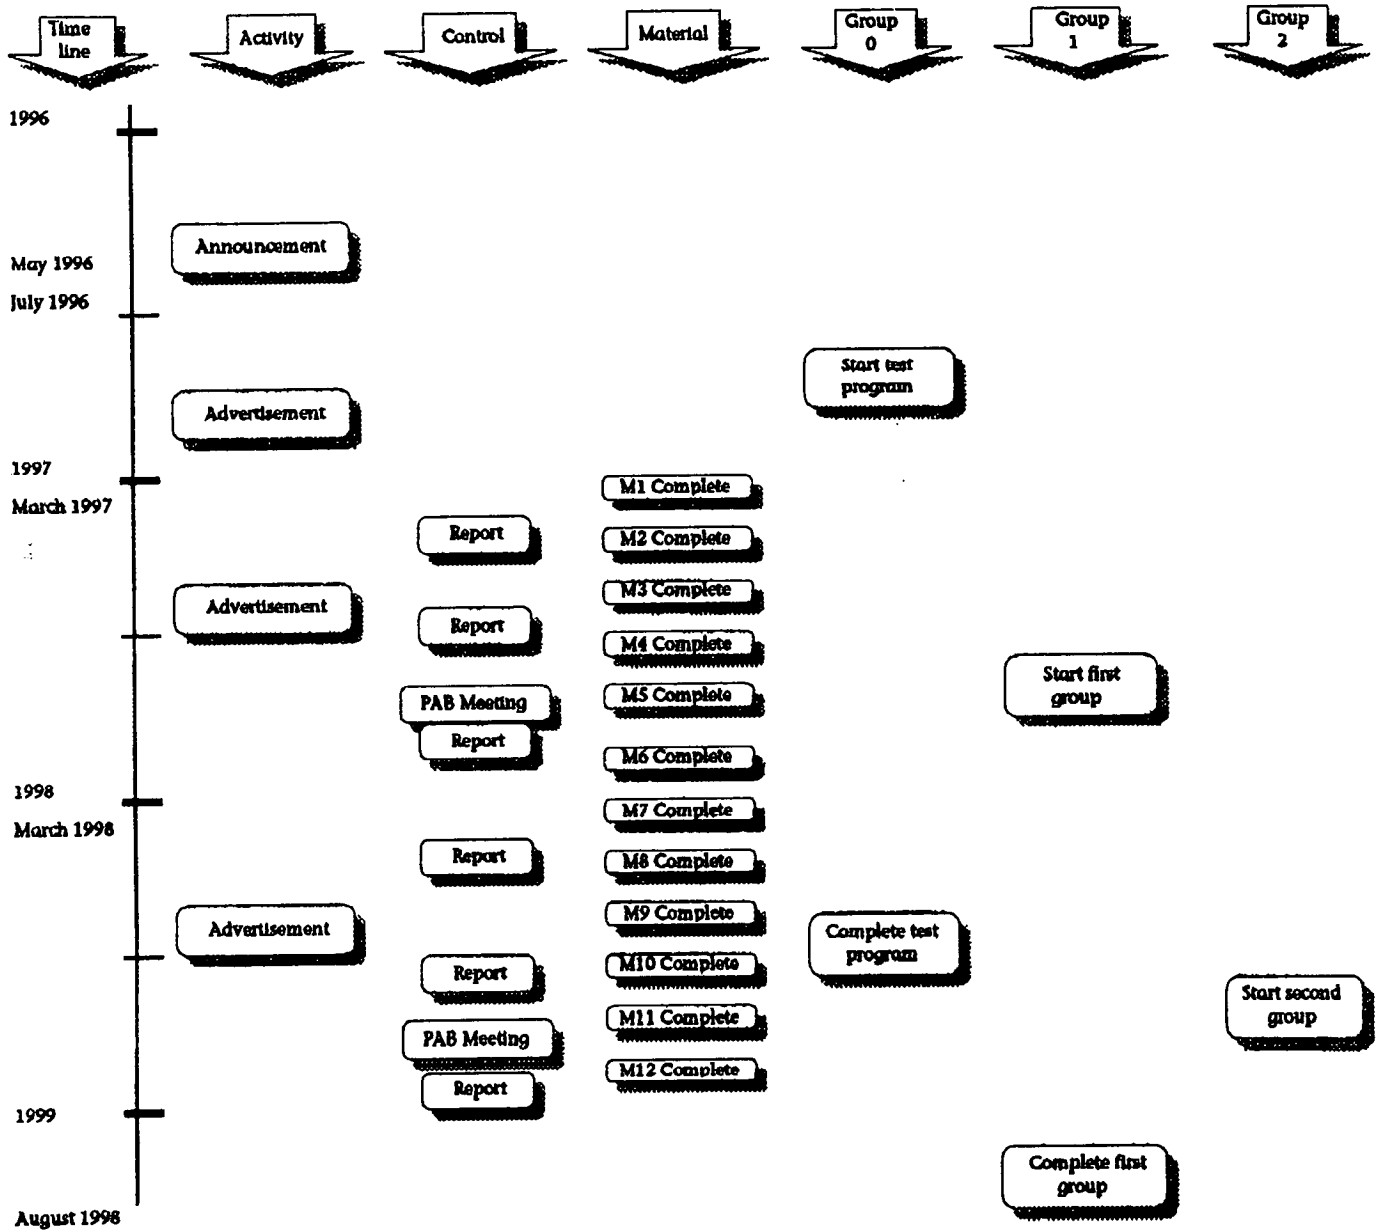 Time
line
Activity
Control
Material
Group
0
Group
1
Group
2
1996
Announcement
May 1996
July 1996
Start test
program
Advertisement
1997
M1 Complete
March 1997
Report
M2 Complete
M3 Complete
Advertisement
Report
M4 Complete
Start first
group
M5 Complete
PAB Meeting
Report
M6 Complete
1998
M7 Complete
March 1998
Report
M8 Complete
M9 Complete
Advertisement
Complete test
program
M10 Complete
Report
Start second
group
M11 Complete
PAB Meeting
M12 Complete
Report
1999
Complete first
group
August 1998